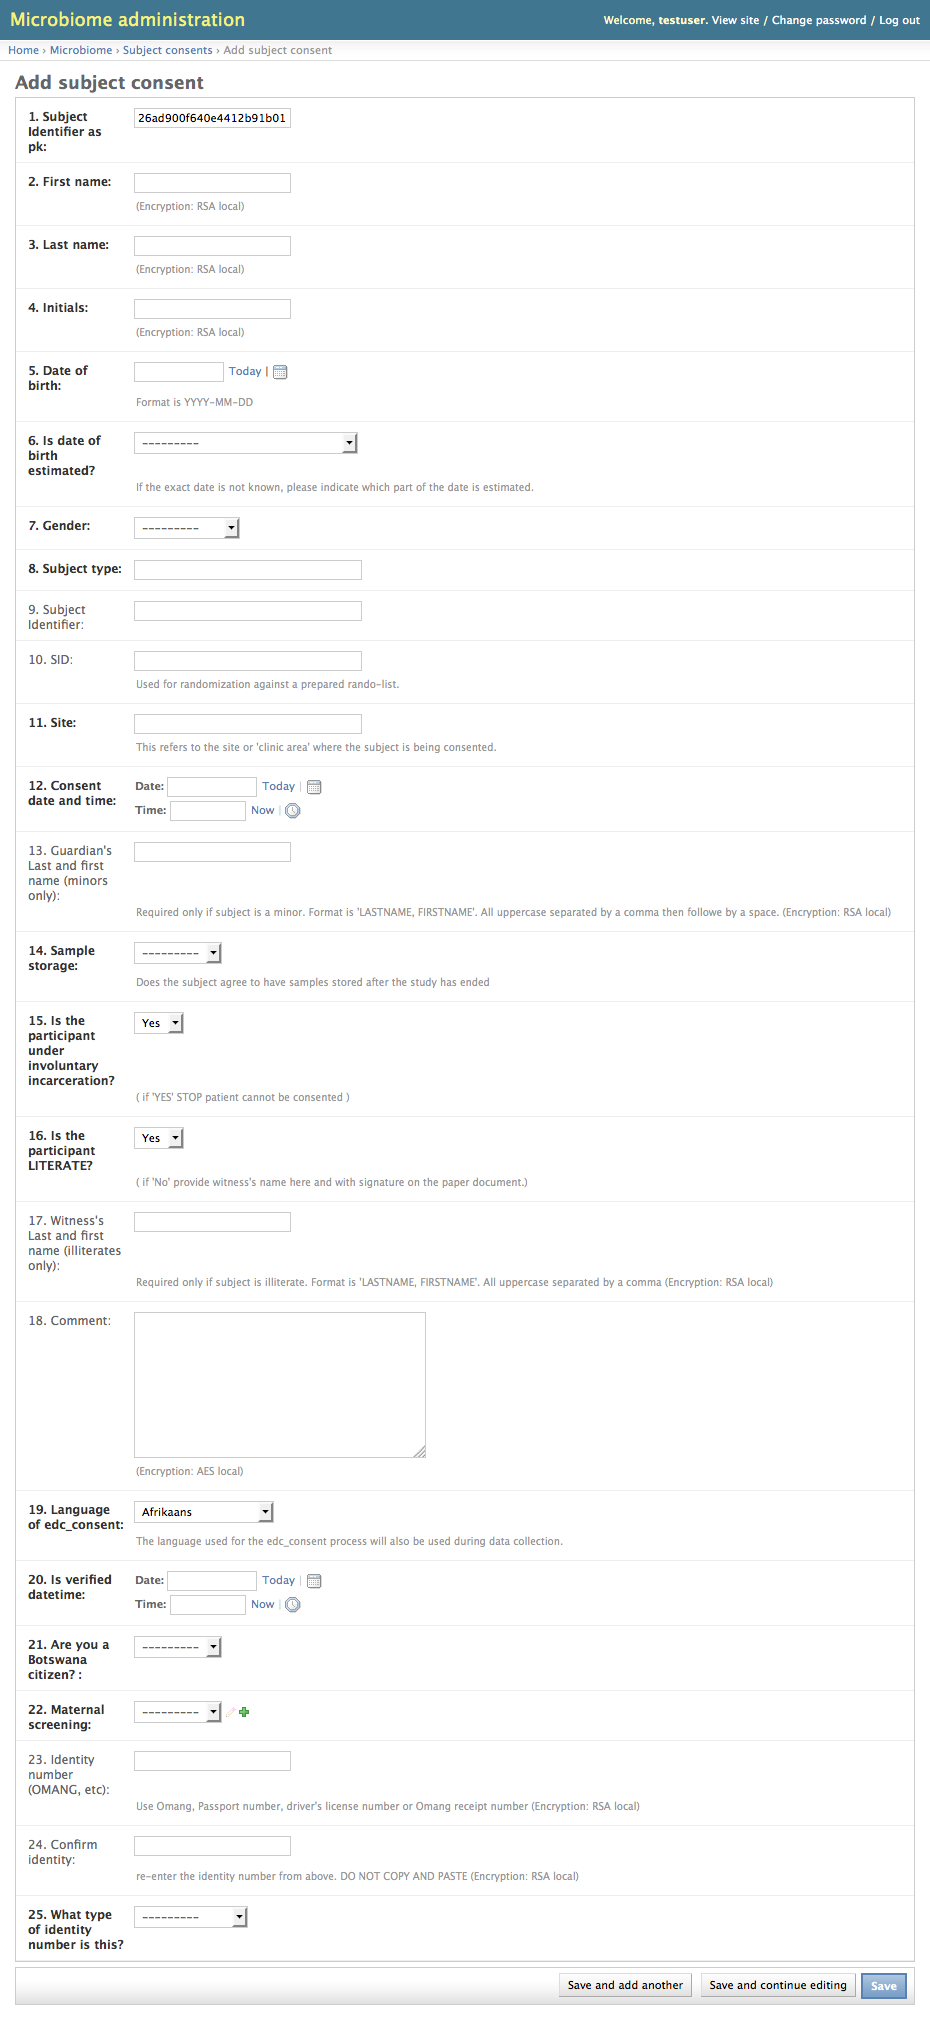 Microbiome administration
Welcome, testuser. View site / Change password / Log out
Home › Microbiome › Subject consents › Add subject consent
Add subject consent
1. Subject
Identifier as
pk:
26ad900f640e4412b91b01
2. First name:
(Encryption: RSA local)
3. Last name:
(Encryption: RSA local)
4. Initials:
(Encryption: RSA local)
5. Date of
birth:
Today |
Format is YYYY-MM-DD
6. Is date of
birth
estimated?
---------
If the exact date is not known, please indicate which part of the date is estimated.
7. Gender:
---------
8. Subject type:
9. Subject
Identifier:
10. SID:
Used for randomization against a prepared rando-list.
11. Site:
This refers to the site or 'clinic area' where the subject is being consented.
12. Consent
date and time:
Date: Today |
Time: Now |
13. Guardian's
Last and first
name (minors
only):
Required only if subject is a minor. Format is 'LASTNAME, FIRSTNAME'. All uppercase separated by a comma then followe by a space. (Encryption: RSA local)
14. Sample
storage:
---------
Does the subject agree to have samples stored after the study has ended
15. Is the
participant
under
involuntary
incarceration?
Yes
( if 'YES' STOP patient cannot be consented )
16. Is the
participant
LITERATE?
Yes
( if 'No' provide witness's name here and with signature on the paper document.)
17. Witness's
Last and first
name (illiterates
only):
Required only if subject is illiterate. Format is 'LASTNAME, FIRSTNAME'. All uppercase separated by a comma (Encryption: RSA local)
18. Comment:
(Encryption: AES local)
19. Language
of edc_consent:
Afrikaans
The language used for the edc_consent process will also be used during data collection.
20. Is verified
datetime:
Date: Today |
Time: Now |
21. Are you a
Botswana
citizen? :
---------
22. Maternal
screening:
---------
23. Identity
number
(OMANG, etc):
Use Omang, Passport number, driver's license number or Omang receipt number (Encryption: RSA local)
24. Confirm
identity:
re-enter the identity number from above. DO NOT COPY AND PASTE (Encryption: RSA local)
25. What type
of identity
number is this?
---------
Save and add another
Save and continue editing
Save